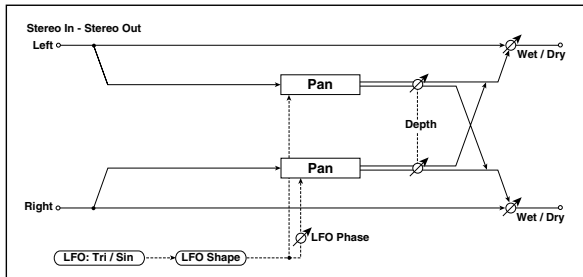 Stereo In - Stereo Out
Left
Wet / Dry
Pan
Depth
Pan
Right
Wet / Dry
LFO Phase
LFO: Tri / Sin
LFO Shape